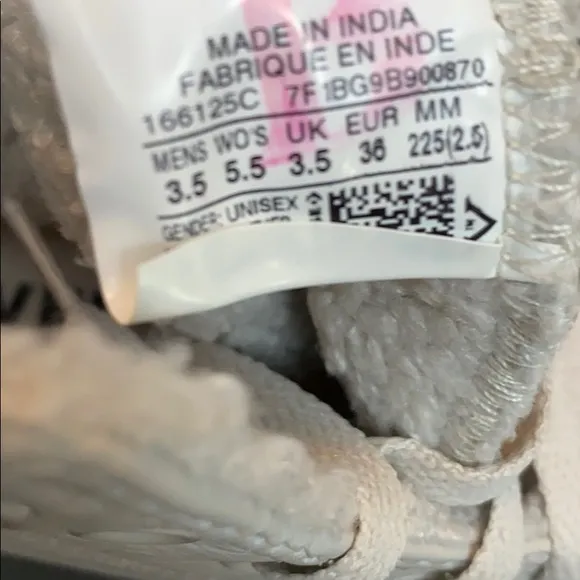 MADE IN INDIA
FABRIQUE EN INDE
166125C 7F1BG9B900870
MENS WO'S UK EUR MM
3.5 5.5 3.5 36 225(2.5)
GENDER: UNISEX